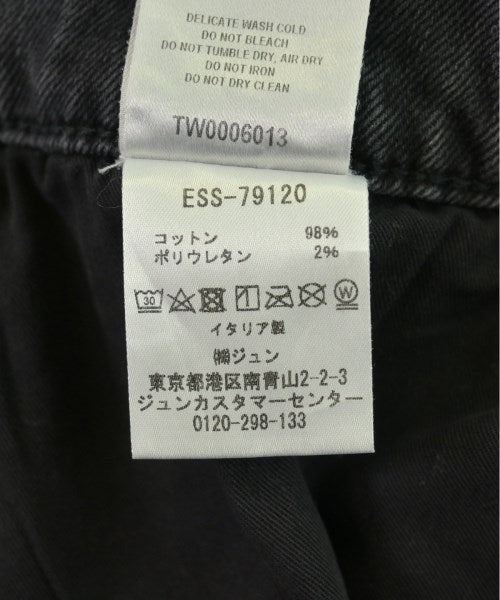 DELICATE WASH COLD
DO NOT BLEACH
DO NOT TUMBLE DRY, AIR DRY
DO NOT IRON
DO NOT DRY CLEAN
TW0006013
ESS-79120
コットン 98%
ポリウレタン 2%
30 W
イタリア製
㈱ジュン
東京都港区南青山2-2-3
ジュンカスタマーセンター
0120-298-133